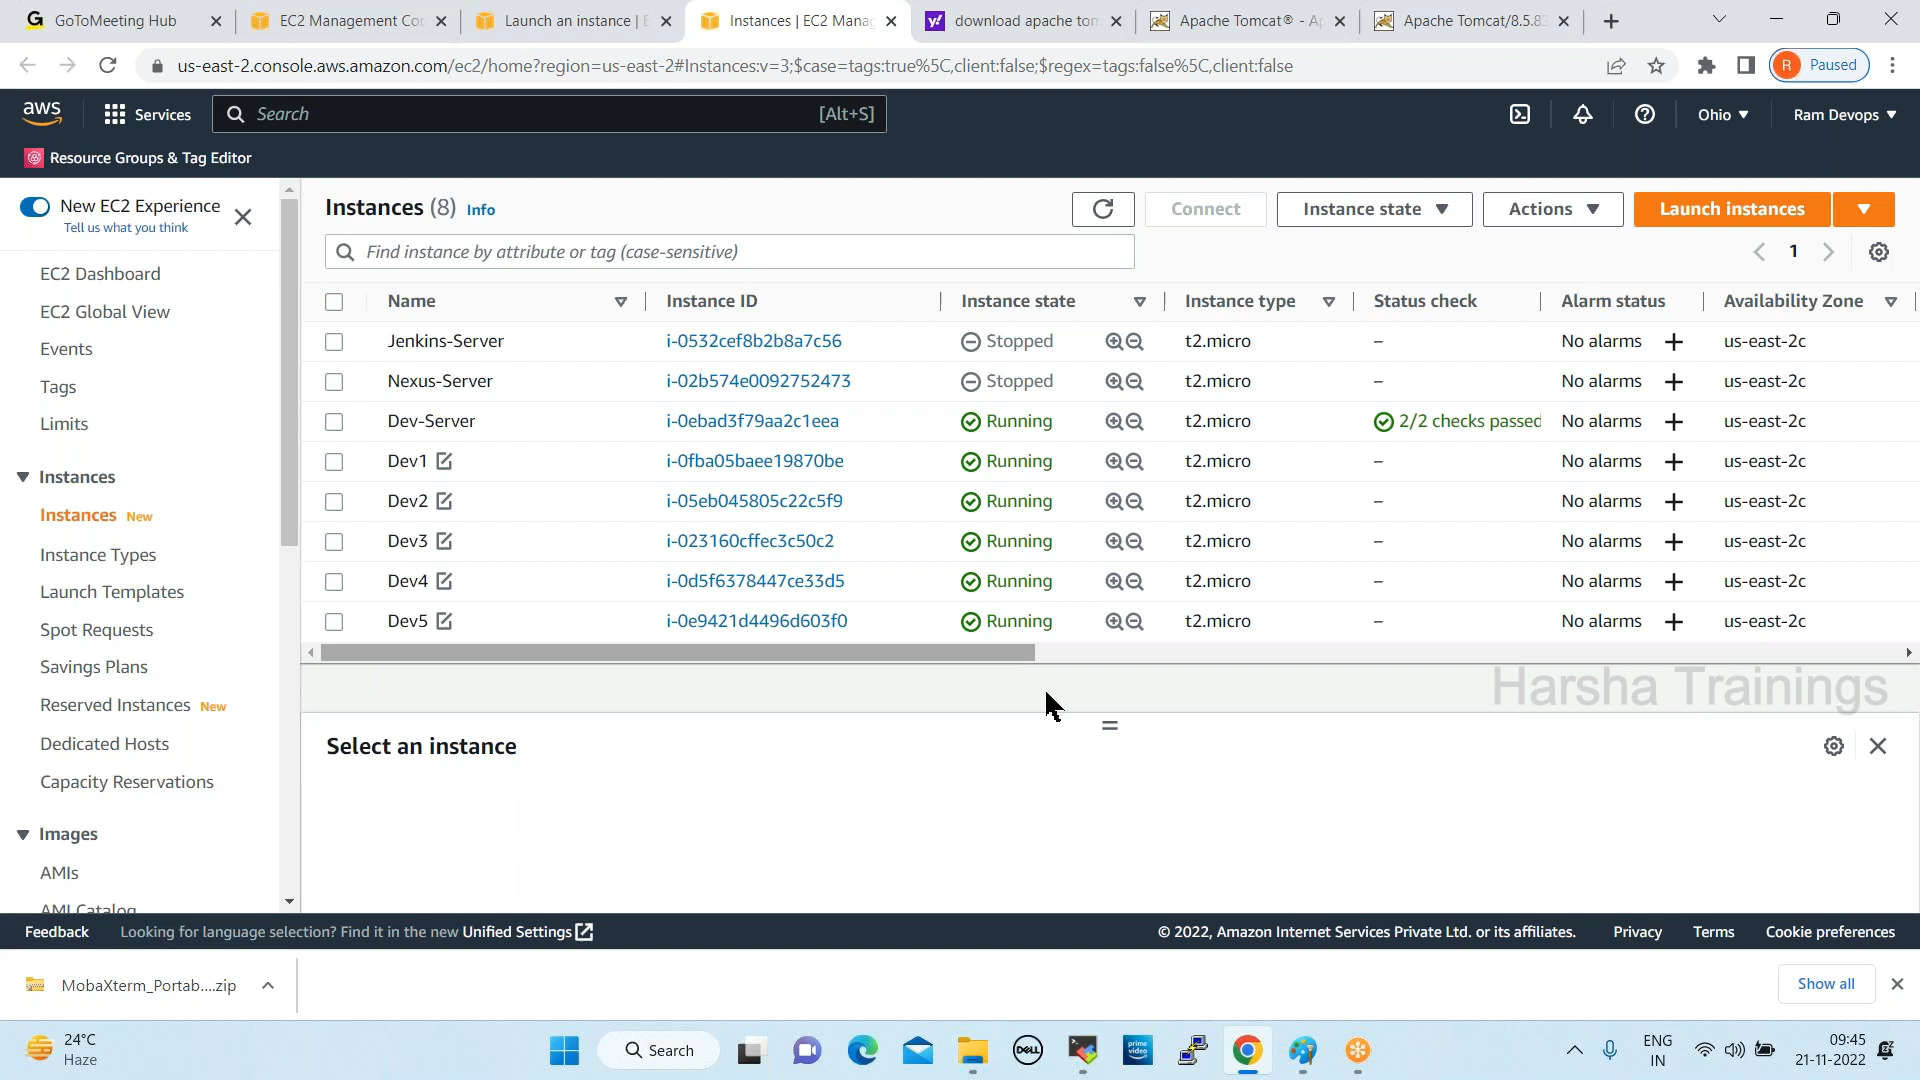 GoToMeeting Hub
EC2 Management Co
Launch an instance | E
Instances | EC2 Mana
download apache to
Apache Tomcat® - A
Apache Tomcat/8.5.83
us-east-2.console.aws.amazon.com/ec2/home?region=us-east-2#Instances:v=3;$case=tags:true%5C,client:false;$regex=tags:false%5C,client:false
R Paused
aws Services Search [Alt+S] Ohio Ram Devops
Resource Groups & Tag Editor
New EC2 Experience
Tell us what you think
EC2 Dashboard
EC2 Global View
Events
Tags
Limits
Instances
Instances New
Instance Types
Launch Templates
Spot Requests
Savings Plans
Reserved Instances New
Dedicated Hosts
Capacity Reservations
Images
AMIs
AMI Catalog
Instances (8) Info
Connect Instance state Actions Launch instances
Find instance by attribute or tag (case-sensitive)
1
Name Instance ID Instance state Instance type Status check Alarm status Availability Zone
Jenkins-Server i-0532cef8b2b8a7c56 Stopped t2.micro – No alarms + us-east-2c
Nexus-Server i-02b574e0092752473 Stopped t2.micro – No alarms + us-east-2c
Dev-Server i-0ebad3f79aa2c1eea Running t2.micro 2/2 checks passed No alarms + us-east-2c
Dev1 i-0fba05baee19870be Running t2.micro – No alarms + us-east-2c
Dev2 i-05eb045805c22c5f9 Running t2.micro – No alarms + us-east-2c
Dev3 i-023160cffec3c50c2 Running t2.micro – No alarms + us-east-2c
Dev4 i-0d5f6378447ce33d5 Running t2.micro – No alarms + us-east-2c
Dev5 i-0e9421d4496d603f0 Running t2.micro – No alarms + us-east-2c
Harsha Trainings
Select an instance
Feedback Looking for language selection? Find it in the new Unified Settings © 2022, Amazon Internet Services Private Ltd. or its affiliates. Privacy Terms Cookie preferences
MobaXterm_Portab....zip Show all
24°C
Haze
Search
DELL
prime video
ENG
IN
09:45
21-11-2022